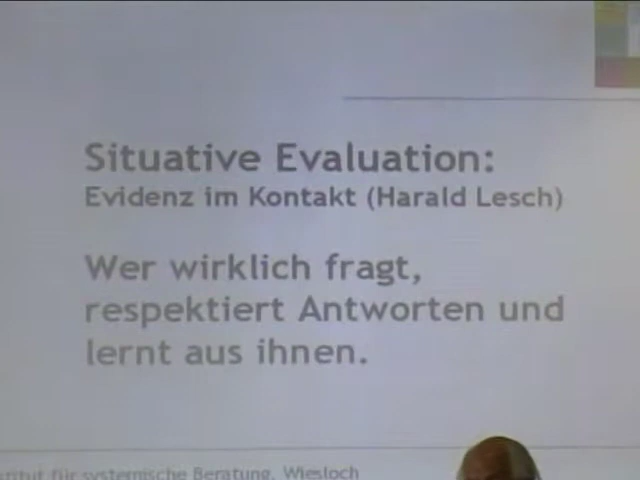 Situative Evaluation:
Evidenz im Kontakt (Harald Lesch)
Wer wirklich fragt,
respektiert Antworten und
lernt aus ihnen.
für systemische Beratung, Wiesloch